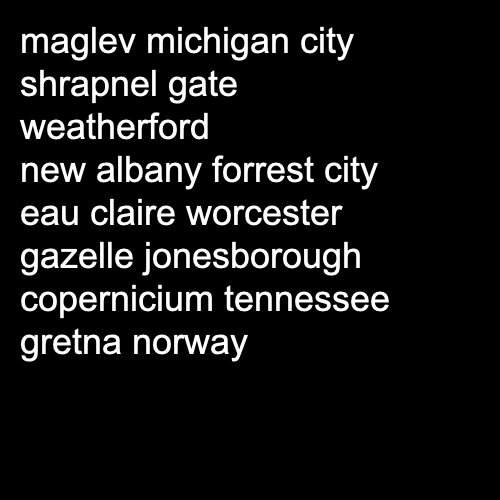 maglev michigan city
shrapnel gate
weatherford
new albany forrest city
eau claire worcester
gazelle jonesborough
copernicium tennessee
gretna norway